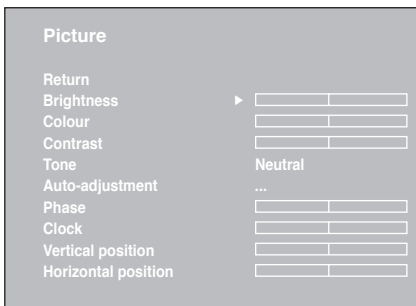 Picture
Return
Brightness
Colour
Contrast
Tone Neutral
Auto-adjustment ...
Phase
Clock
Vertical position
Horizontal position